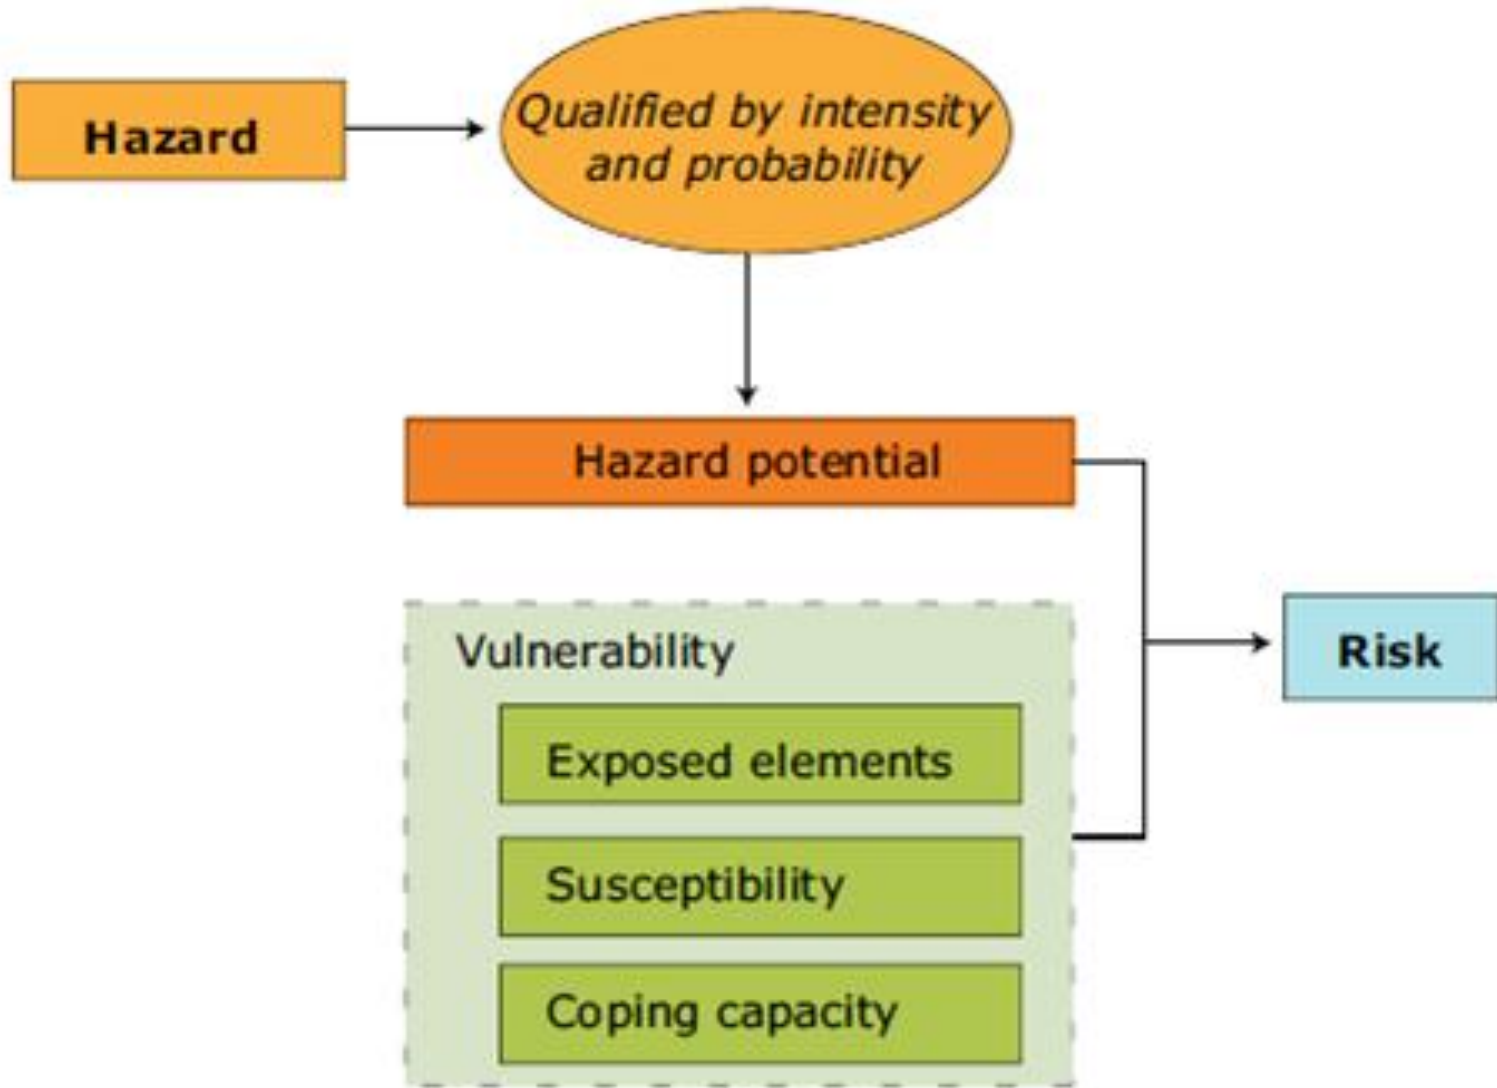 Hazard
Qualified by intensity
and probability
Hazard potential
Vulnerability
Exposed elements
Susceptibility
Coping capacity
Risk